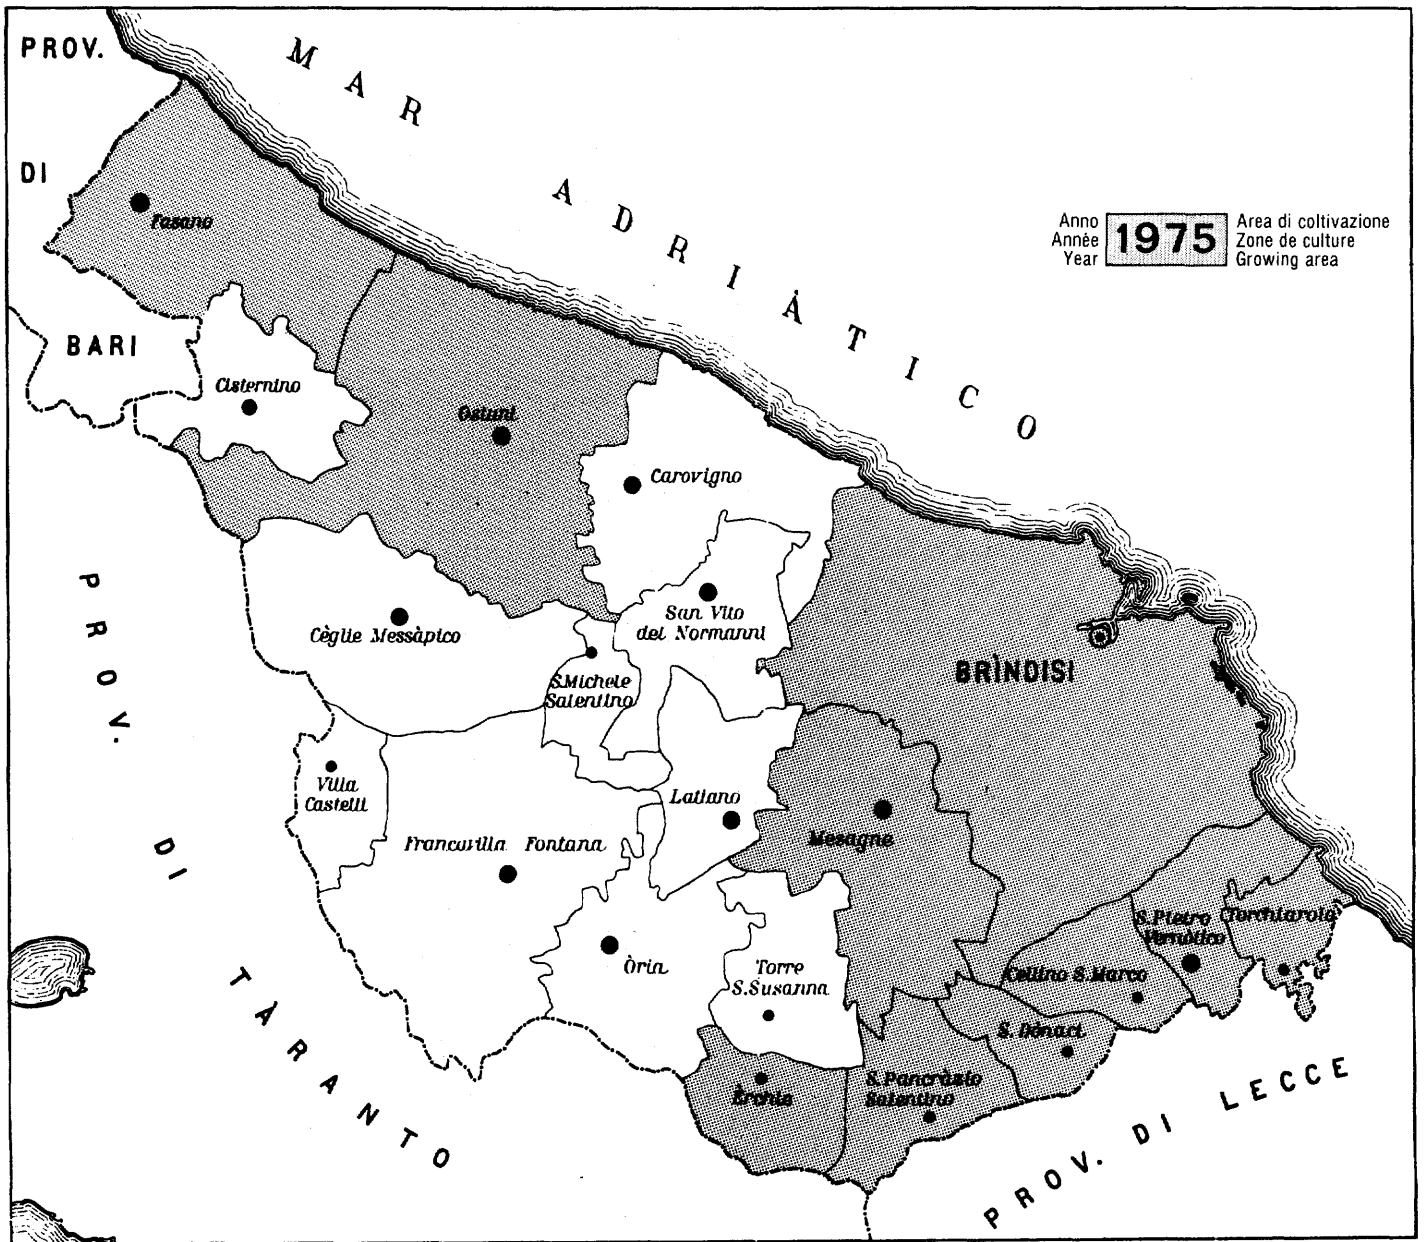 PROV.
DI
BARI
MAR ADRIÀTICO
Anno
Année
Year
1975
Area di coltivazione
Zone de culture
Growing area
Fasano
Cisternino
Ostuni
Carovigno
San Vito
dei Normanni
Cèglie Messàpico
S.Michele
Salentino
BRÌNDISI
Villa
Castelli
Latiano
Mesagne
Francavilla Fontana
Òria
Torre
S.Susanna
S.Pietro
Vernòtico
Torchiarolo
Cellino S.Marco
S. Dònaci
S.Pancràzio
Salentino
Èrchie
PROV. DI TÀRANTO
PROV. DI LECCE